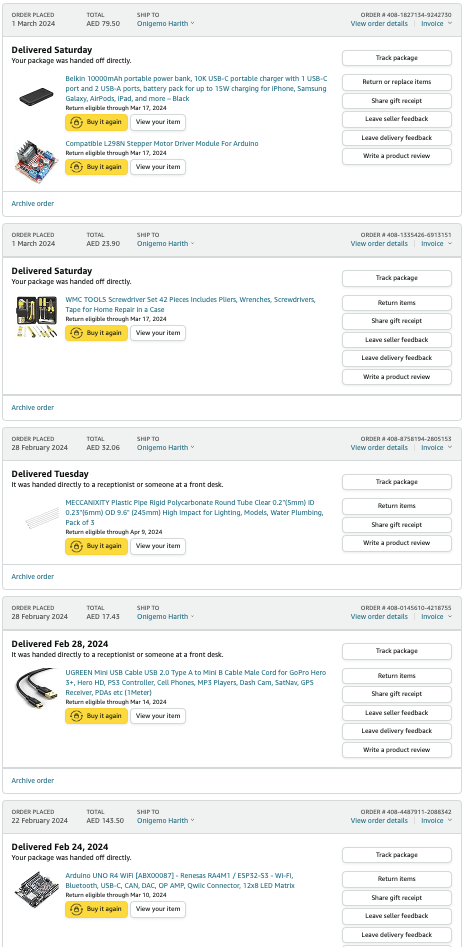 ORDER PLACED TOTAL SHIP TO ORDER # 408-1827134-9242730
1 March 2024 AED 79.50 Onigemo Harith View order details Invoice
Delivered Saturday
Your package was handed off directly.
Track package
Belkin 10000mAh portable power bank, 10K USB-C portable charger with 1 USB-C
port and 2 USB-A ports, battery pack for up to 15W charging for iPhone, Samsung
Galaxy, AirPods, iPad, and more – Black
Return eligible through Mar 17, 2024
Buy it again View your item
Compatible L298N Stepper Motor Driver Module For Arduino
Return eligible through Mar 17, 2024
Buy it again View your item
Return or replace items
Share gift receipt
Leave seller feedback
Leave delivery feedback
Write a product review
Archive order
ORDER PLACED TOTAL SHIP TO ORDER # 408-1335426-6913151
1 March 2024 AED 23.90 Onigemo Harith View order details Invoice
Delivered Saturday
Your package was handed off directly.
Track package
WMC TOOLS Screwdriver Set 42 Pieces Includes Pliers, Wrenches, Screwdrivers,
Tape for Home Repair in a Case
Return eligible through Mar 17, 2024
Buy it again View your item
Return items
Share gift receipt
Leave seller feedback
Leave delivery feedback
Write a product review
Archive order
ORDER PLACED TOTAL SHIP TO ORDER # 408-8758194-2805153
28 February 2024 AED 32.06 Onigemo Harith View order details Invoice
Delivered Tuesday
It was handed directly to a receptionist or someone at a front desk.
Track package
MECCANIXITY Plastic Pipe Rigid Polycarbonate Round Tube Clear 0.2"(5mm) ID
0.23"(6mm) OD 9.6" (245mm) High Impact for Lighting, Models, Water Plumbing,
Pack of 3
Return eligible through Apr 9, 2024
Buy it again View your item
Return items
Share gift receipt
Write a product review
Archive order
ORDER PLACED TOTAL SHIP TO ORDER # 408-0145610-4218755
28 February 2024 AED 17.43 Onigemo Harith View order details Invoice
Delivered Feb 28, 2024
It was handed directly to a receptionist or someone at a front desk.
Track package
UGREEN Mini USB Cable USB 2.0 Type A to Mini B Cable Male Cord for GoPro Hero
3+, Hero HD, PS3 Controller, Cell Phones, MP3 Players, Dash Cam, SatNav, GPS
Receiver, PDAs etc (1Meter)
Return eligible through Mar 14, 2024
Buy it again View your item
Return items
Share gift receipt
Leave seller feedback
Leave delivery feedback
Write a product review
Archive order
ORDER PLACED TOTAL SHIP TO ORDER # 408-4487911-2088342
22 February 2024 AED 143.50 Onigemo Harith View order details Invoice
Delivered Feb 24, 2024
Your package was handed off directly.
Track package
Arduino UNO R4 WiFi [ABX00087] - Renesas RA4M1 / ESP32-S3 - Wi-Fi,
Bluetooth, USB-C, CAN, DAC, OP AMP, Qwiic Connector, 12x8 LED Matrix
Return eligible through Mar 10, 2024
Buy it again View your item
Return items
Share gift receipt
Leave seller feedback
Leave delivery feedback